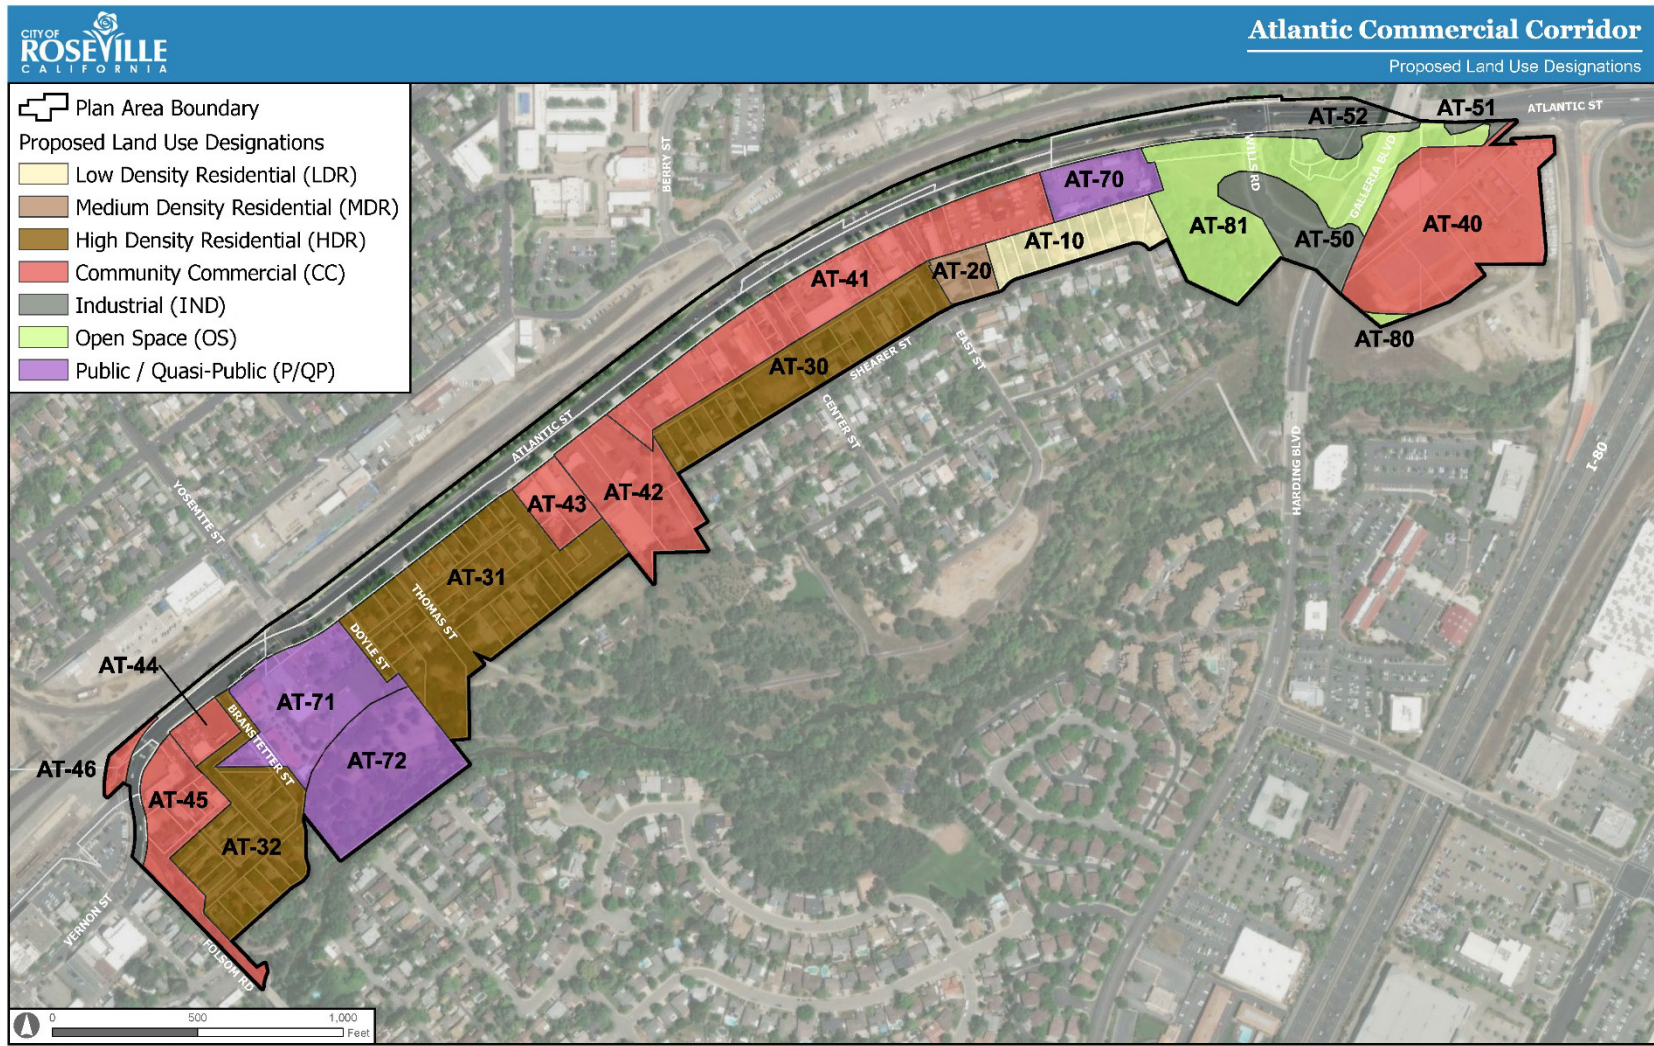 CITY OF
ROSEVILLE
CALIFORNIA
Atlantic Commercial Corridor
Proposed Land Use Designations
Plan Area Boundary
Proposed Land Use Designations
Low Density Residential (LDR)
Medium Density Residential (MDR)
High Density Residential (HDR)
Community Commercial (CC)
Industrial (IND)
Open Space (OS)
Public / Quasi-Public (P/QP)
AT-52
AT-51
ATLANTIC ST
BERRY ST
WILLS RD
GALLERIA BLVD
AT-70
AT-81
AT-50
AT-40
AT-10
AT-20
AT-41
AT-80
AT-30
SHEARER ST
EAST ST
CENTER ST
HARDING BLVD
I-80
ATLANTIC ST
YOSEMITE ST
AT-43
AT-42
AT-31
THOMAS ST
DOYLE ST
AT-44
AT-71
BRANSTETTER ST
AT-72
AT-46
AT-45
AT-32
VERNON ST
FOLSOM RD
0 500 1,000
Feet